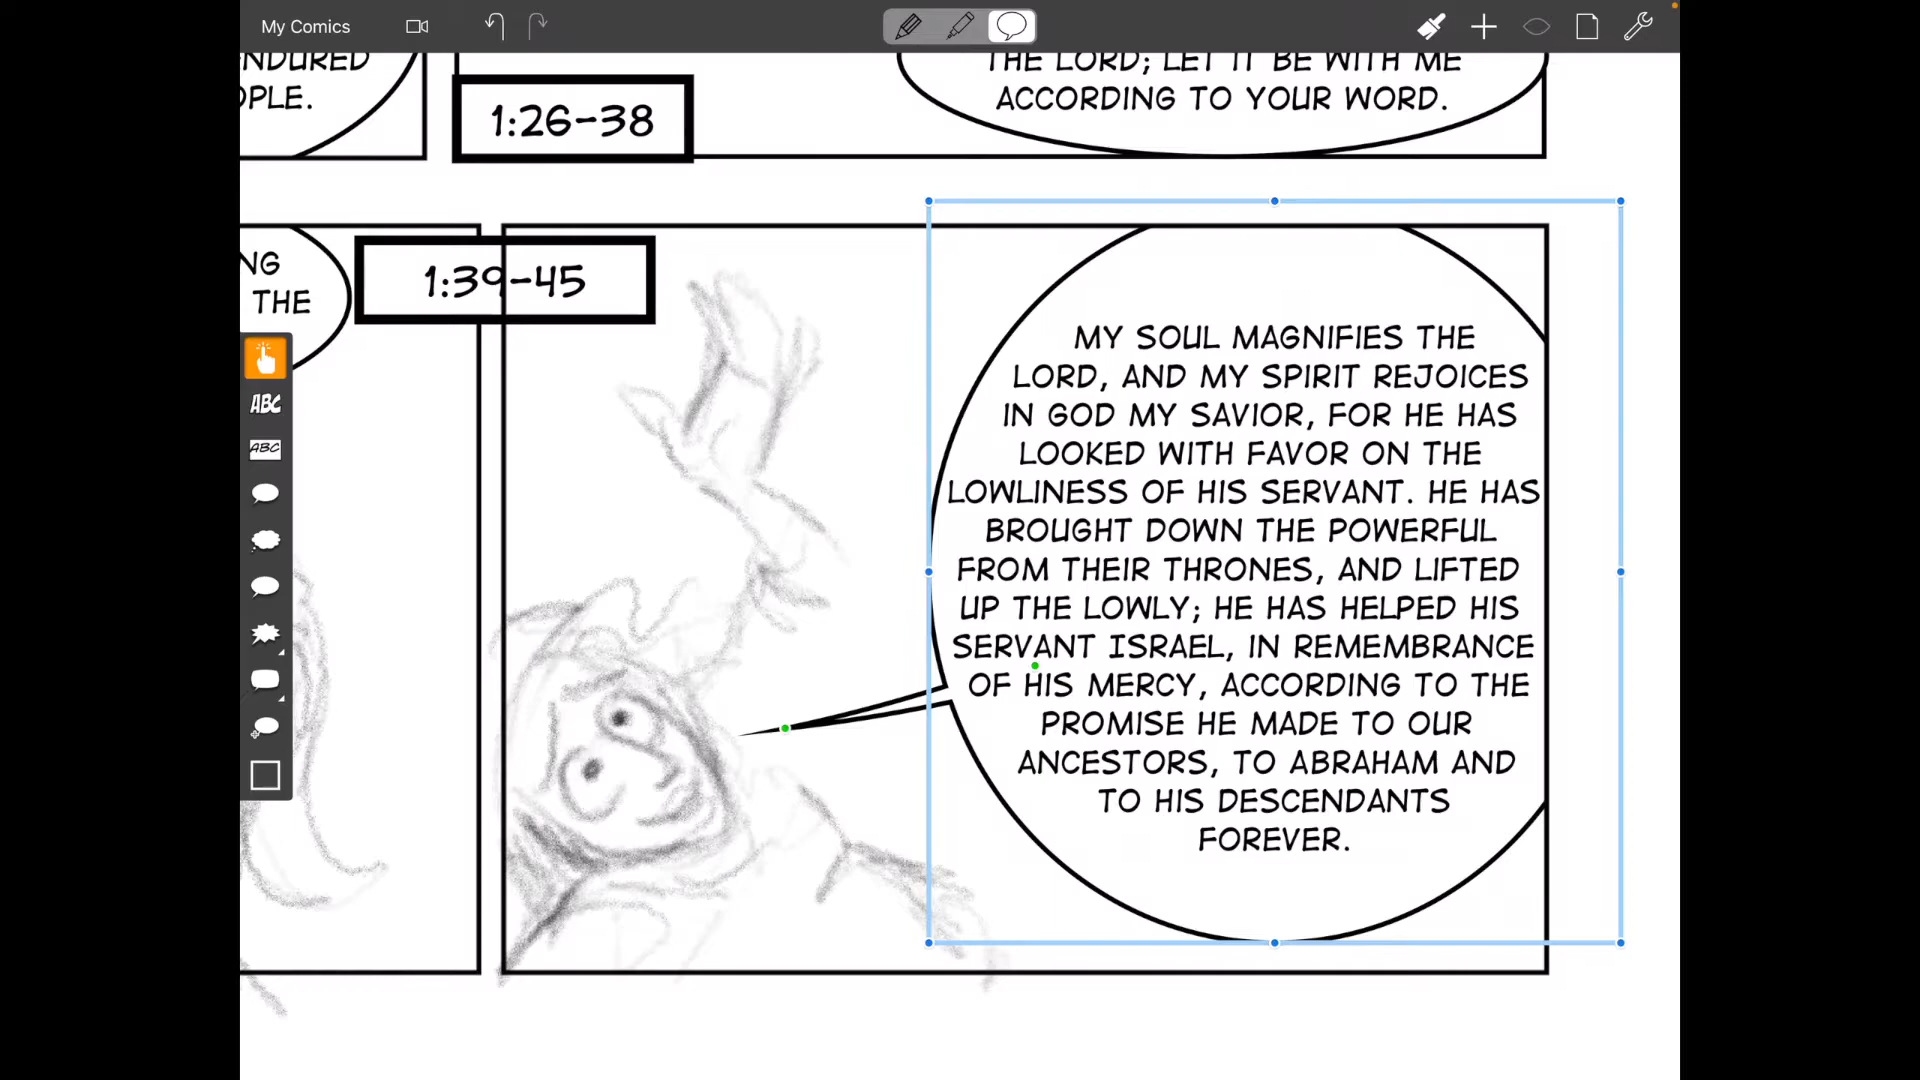 My Comics
NDURED
OPLE.
THE LORD; LET IT BE WITH ME
ACCORDING TO YOUR WORD.
1:26-38
NG
THE
1:39-45
ABC
ABC
MY SOUL MAGNIFIES THE
LORD, AND MY SPIRIT REJOICES
IN GOD MY SAVIOR, FOR HE HAS
LOOKED WITH FAVOR ON THE
LOWLINESS OF HIS SERVANT. HE HAS
BROUGHT DOWN THE POWERFUL
FROM THEIR THRONES, AND LIFTED
UP THE LOWLY; HE HAS HELPED HIS
SERVANT ISRAEL, IN REMEMBRANCE
OF HIS MERCY, ACCORDING TO THE
PROMISE HE MADE TO OUR
ANCESTORS, TO ABRAHAM AND
TO HIS DESCENDANTS
FOREVER.